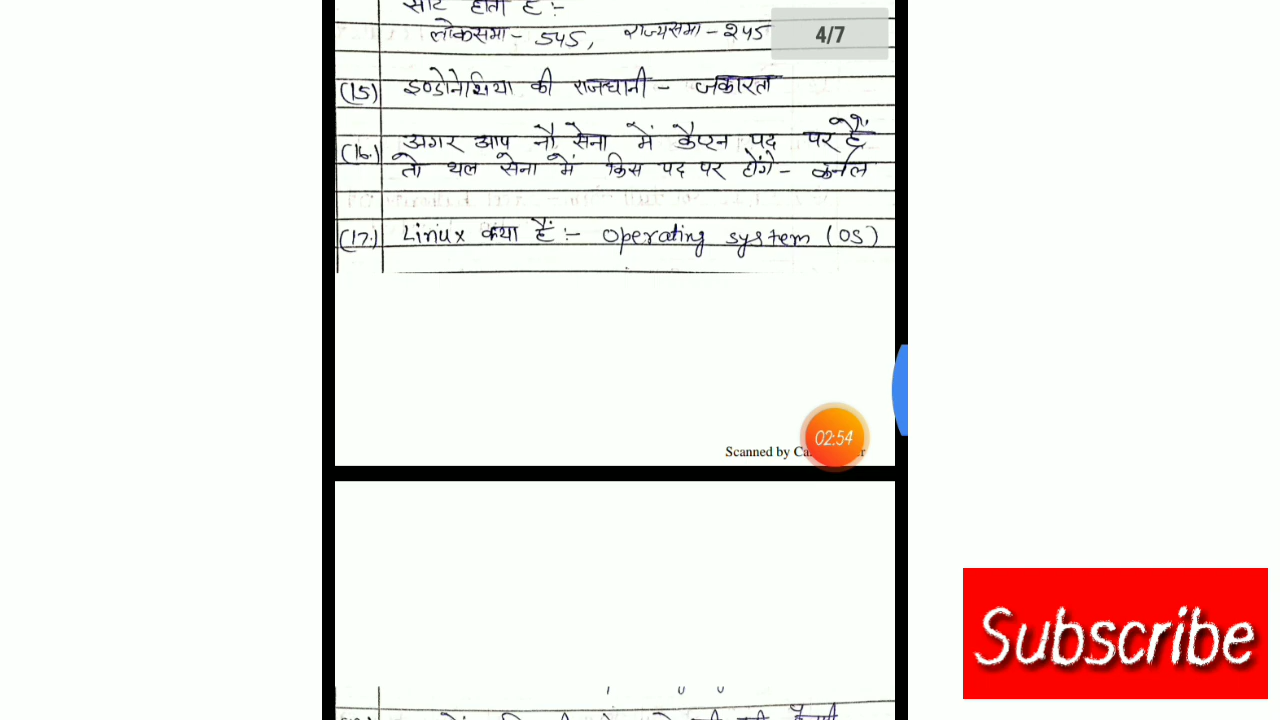 सीट होती है :-
लोकसभा - 545, राज्यसभा - 245
4/7
(15) इण्डोनेशिया की राजधानी - जकारता
(16.) अगर आप नौ सेना में कैप्टन पद पर हैं
तो थल सेना में किस पद पर होंगे - कर्नल
(17.) Linux क्या हैं :- Operating system (OS)
02:54
Scanned by
Subscribe